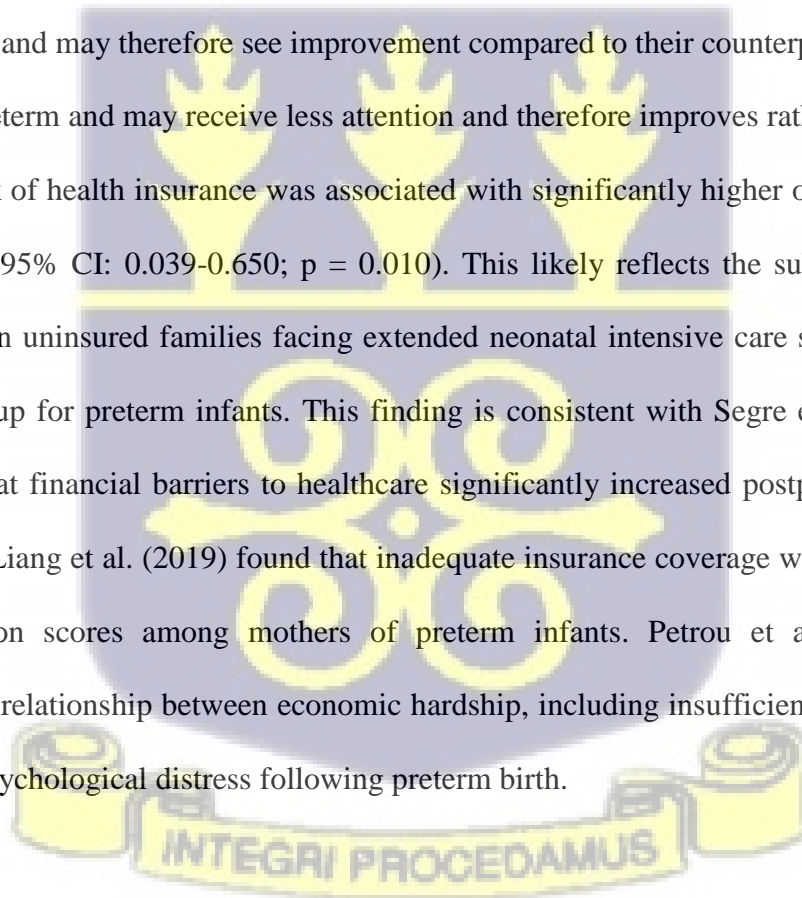 and may therefore see improvement compared to their counterp
term and may receive less attention and therefore improves rat
of health insurance was associated with significantly higher o
95% CI: 0.039-0.650; p = 0.010). This likely reflects the su
n uninsured families facing extended neonatal intensive care s
up for preterm infants. This finding is consistent with Segre e
at financial barriers to healthcare significantly increased postp
Liang et al. (2019) found that inadequate insurance coverage w
on scores among mothers of preterm infants. Petrou et a
relationship between economic hardship, including insufficien
ychological distress following preterm birth.
INTEGRI PROCEDAMUS